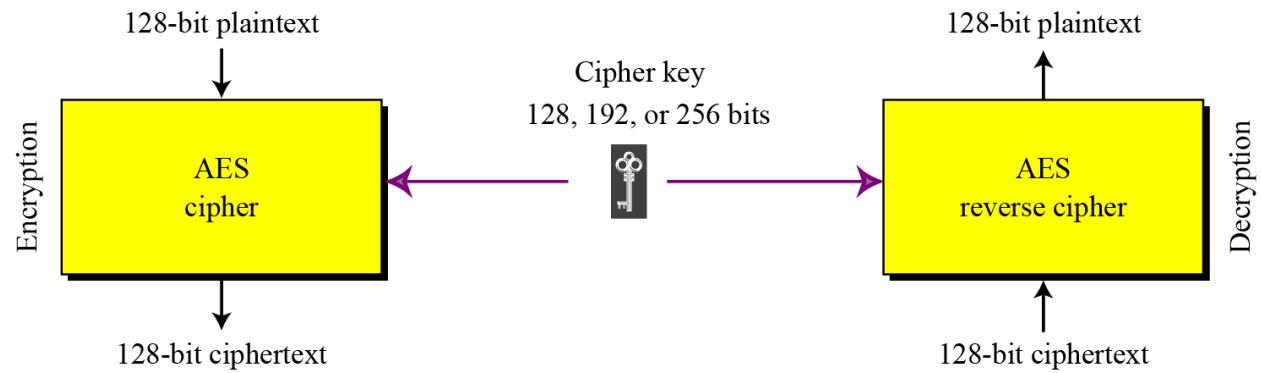 128-bit plaintext
128-bit plaintext
Cipher key
128, 192, or 256 bits
Encryption
AES
cipher
AES
reverse cipher
Decryption
128-bit ciphertext
128-bit ciphertext